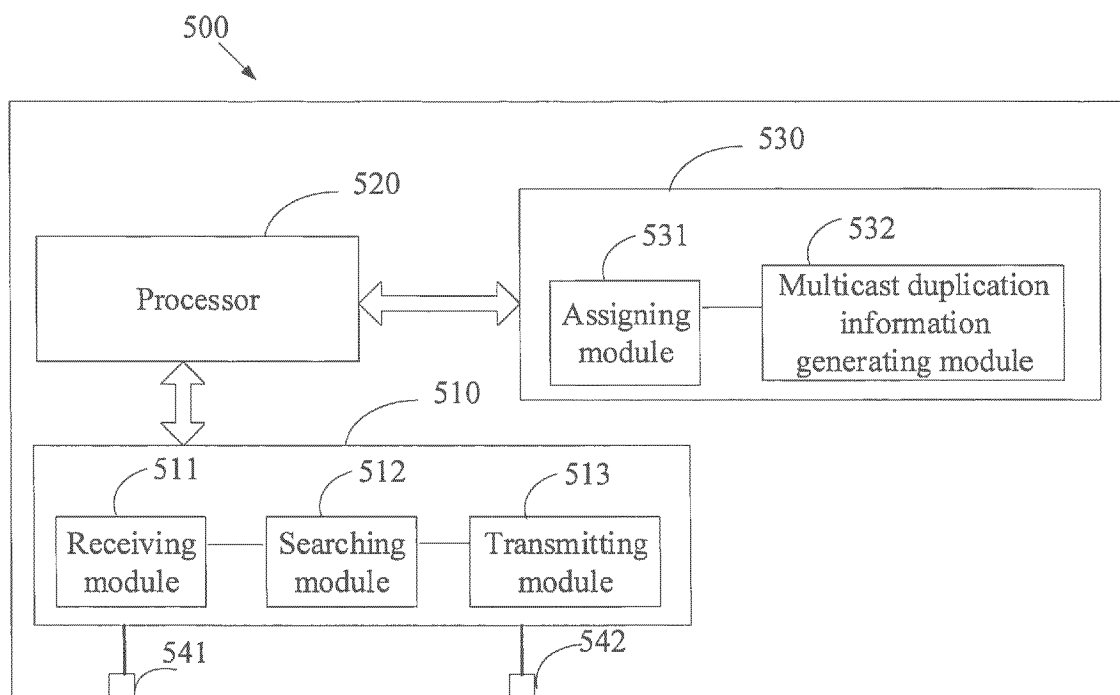 500
530
520
531
532
Processor
Assigning
module
Multicast duplication
information
generating module
510
511
512
513
Receiving
module
Searching
module
Transmitting
module
541
542